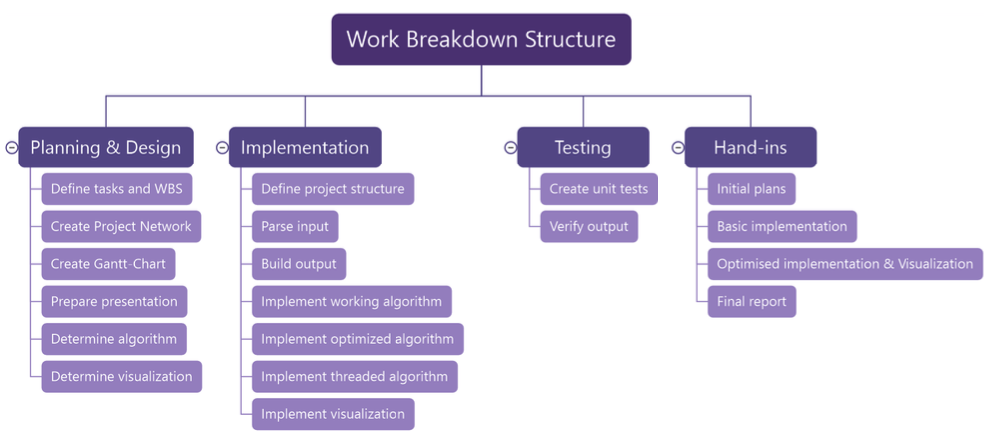 Work Breakdown Structure
Planning & Design
Define tasks and WBS
Create Project Network
Create Gantt-Chart
Prepare presentation
Determine algorithm
Determine visualization
Implementation
Define project structure
Parse input
Build output
Implement working algorithm
Implement optimized algorithm
Implement threaded algorithm
Implement visualization
Testing
Create unit tests
Verify output
Hand-ins
Initial plans
Basic implementation
Optimised implementation & Visualization
Final report